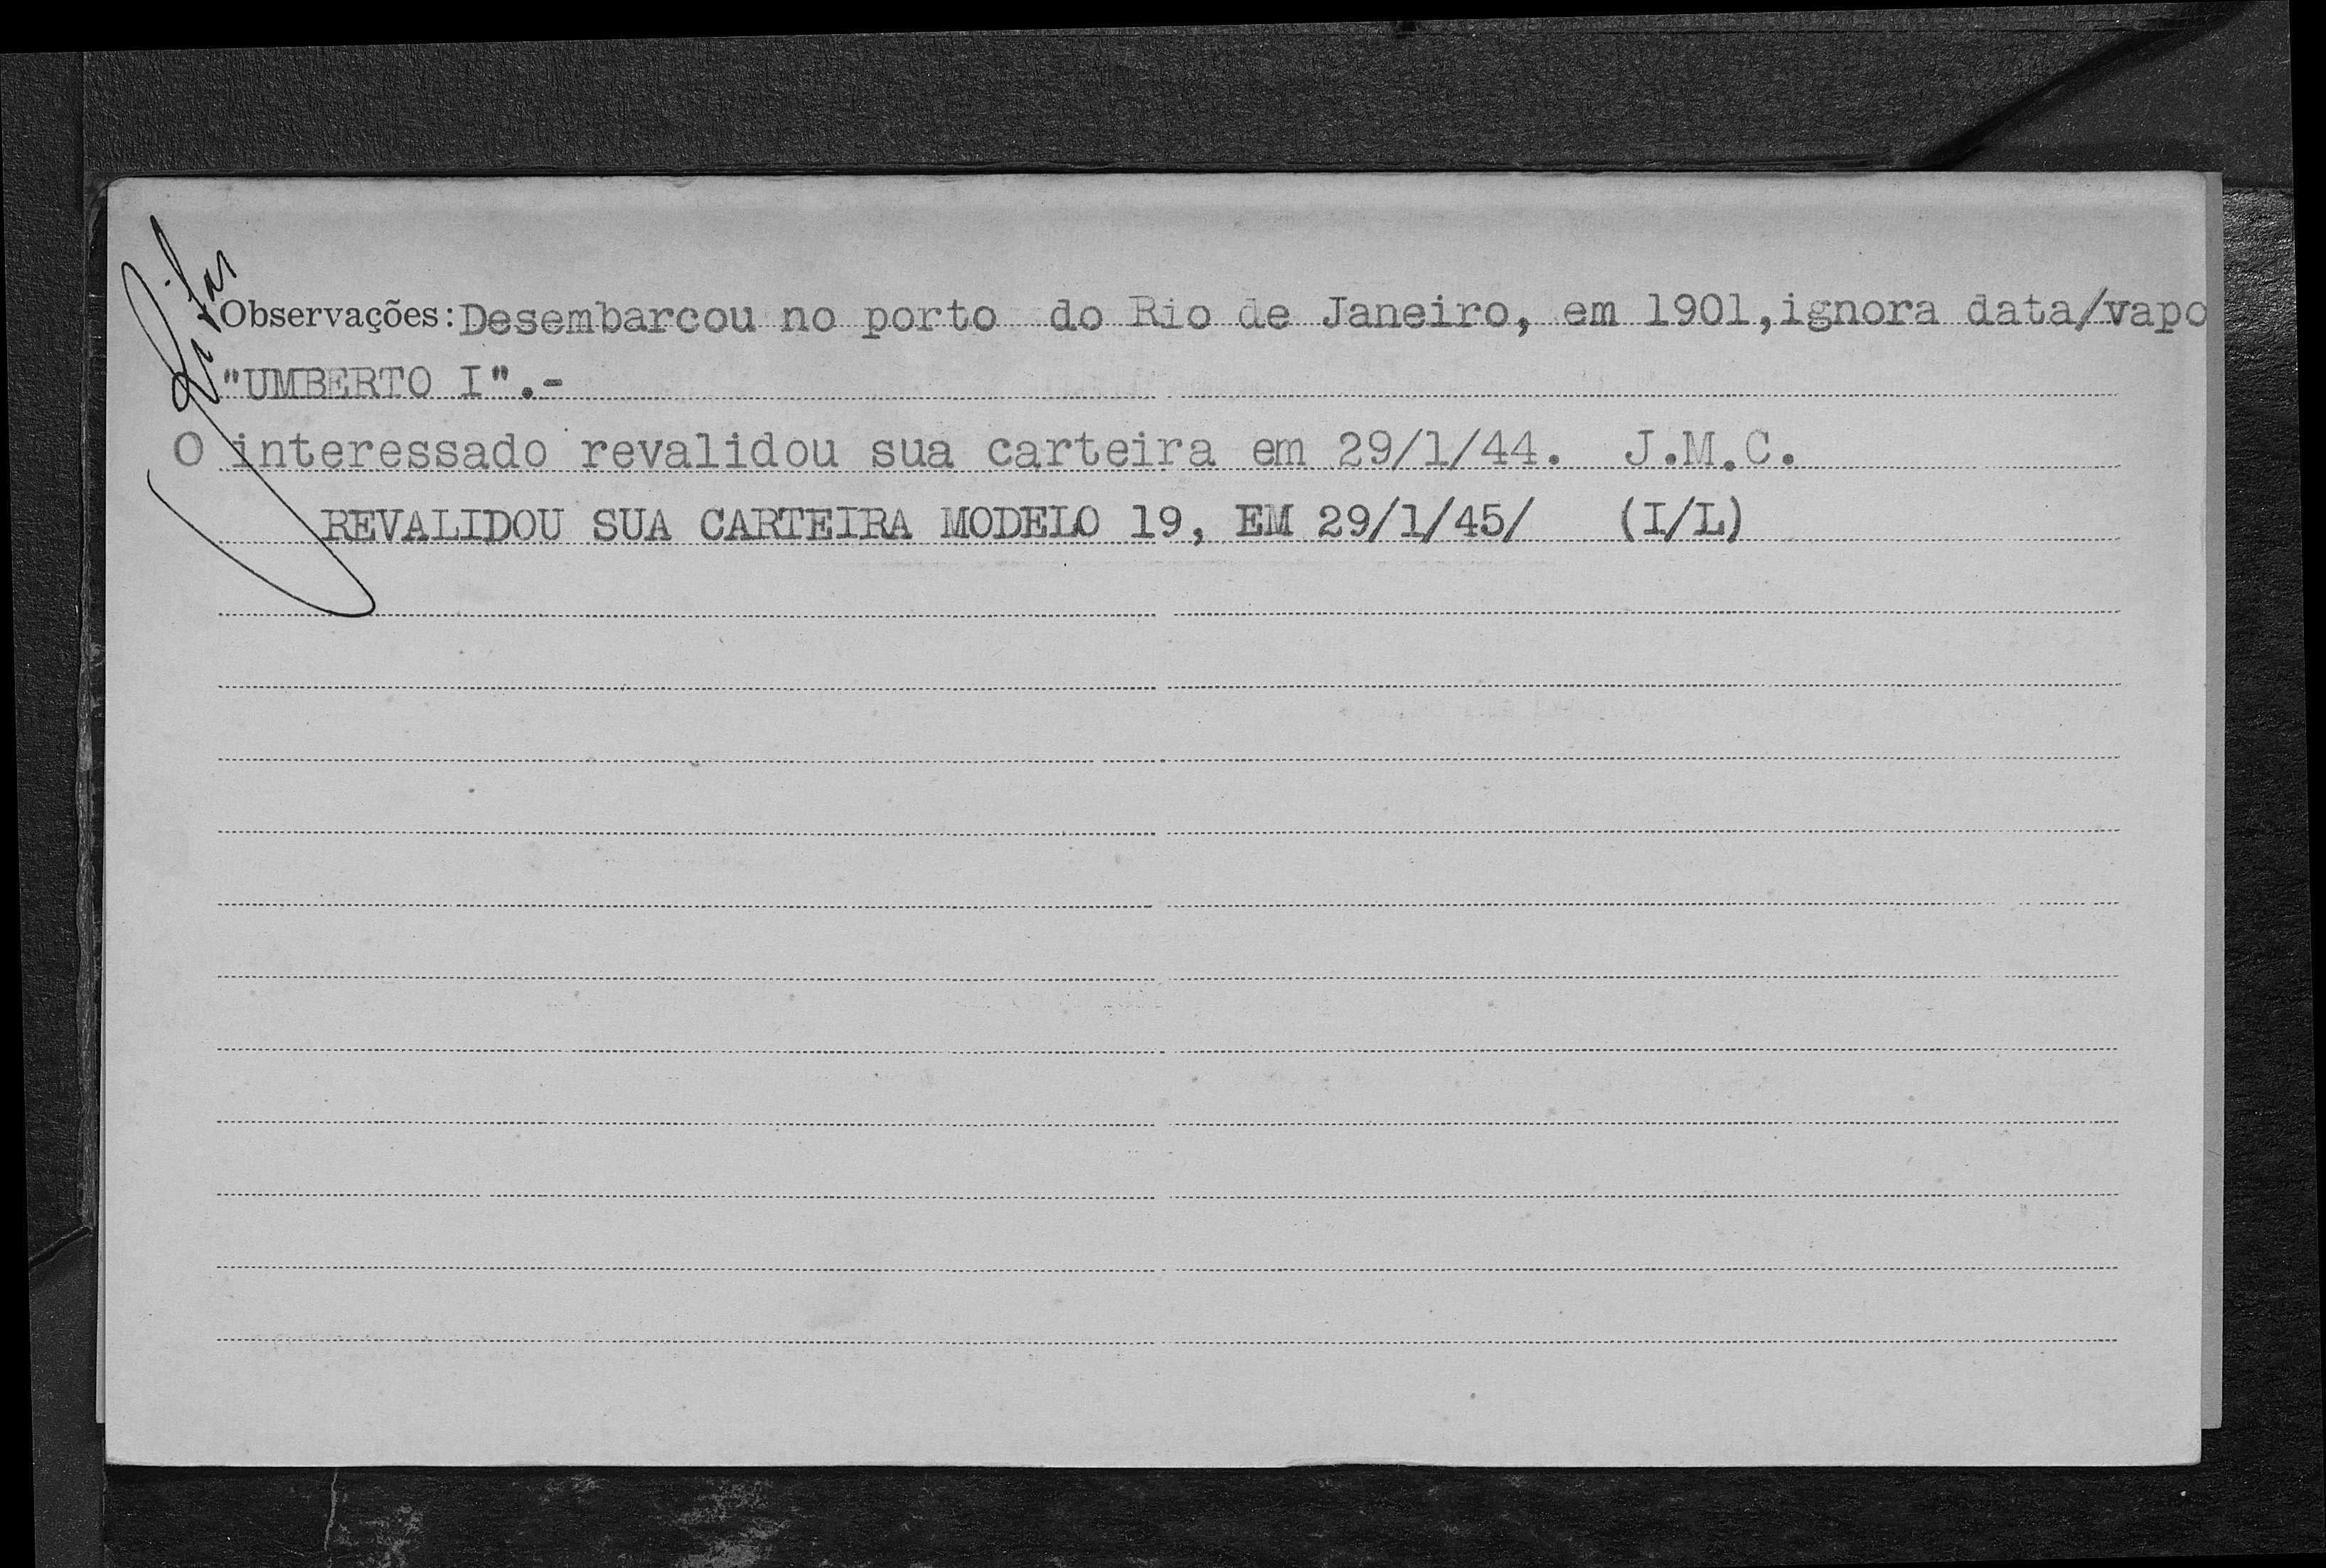 Observações: Desembarcou no porto do Rio de Janeiro, em 1901, ignora data/vapo
"UMBERTO I".-
O interessado revalidou sua carteira em 29/1/44. J.M.C.
REVALIDOU SUA CARTEIRA MODELO 19, EM 29/1/45/ (I/L)